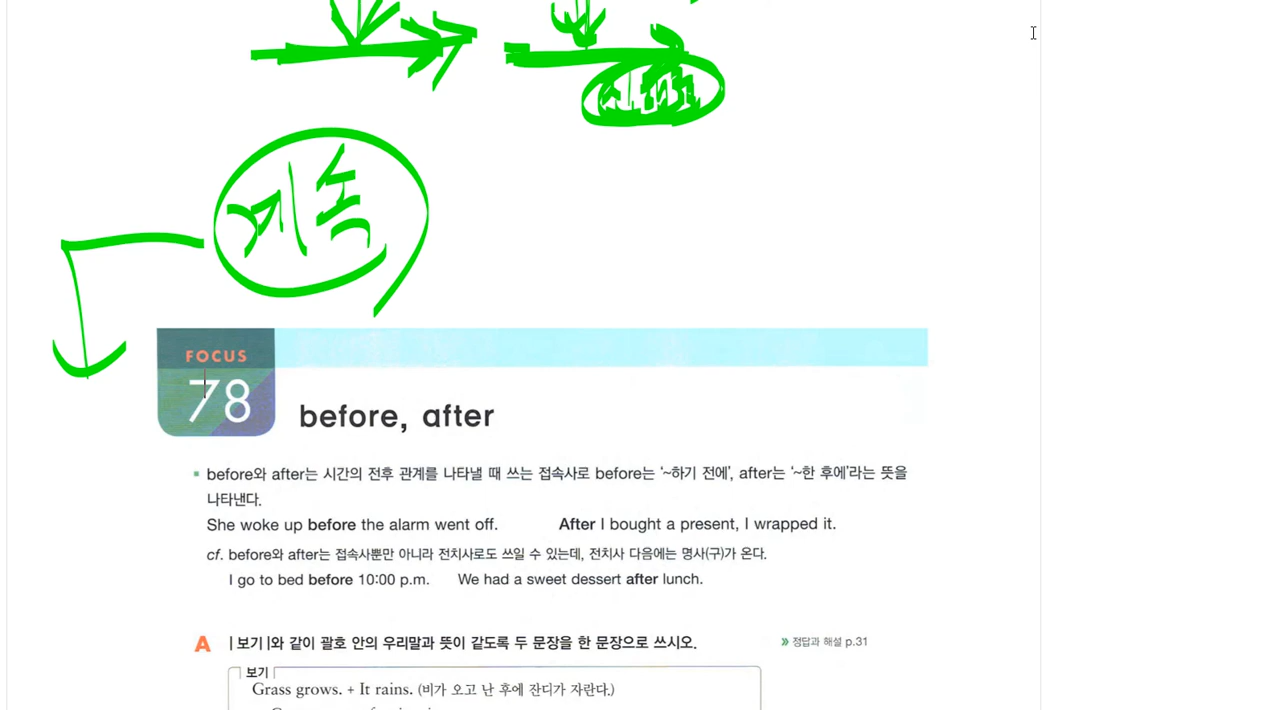 계속
FOCUS
78
before, after
before와 after는 시간의 전후 관계를 나타낼 때 쓰는 접속사로 before는 '~하기 전에', after는 '~한 후에'라는 뜻을
나타낸다.
She woke up before the alarm went off. After I bought a present, I wrapped it.
cf. before와 after는 접속사뿐만 아니라 전치사로도 쓰일 수 있는데, 전치사 다음에는 명사(구)가 온다.
I go to bed before 10:00 p.m. We had a sweet dessert after lunch.
A |보기|와 같이 괄호 안의 우리말과 뜻이 같도록 두 문장을 한 문장으로 쓰시오. » 정답과 해설 p.31
보기
Grass grows. + It rains. (비가 오고 난 후에 잔디가 자란다.)